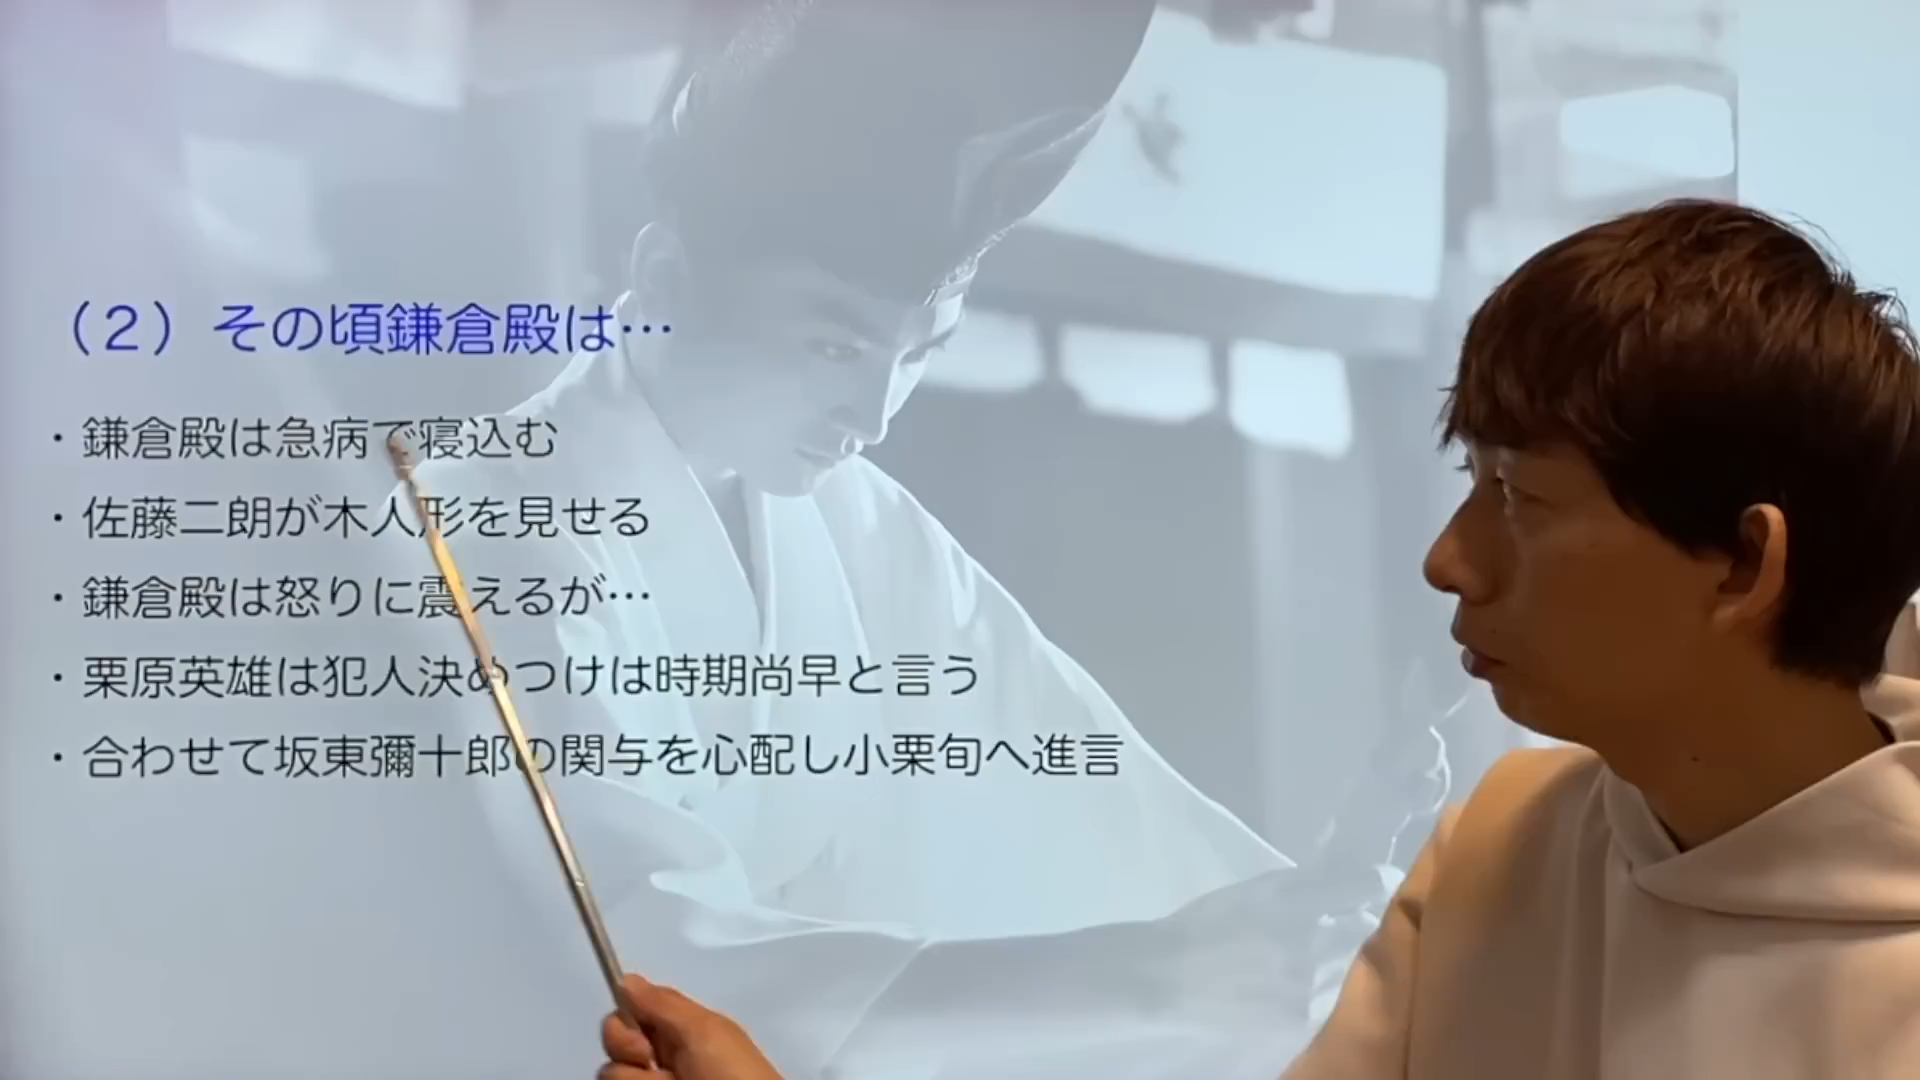 （２）その頃鎌倉殿は…
・鎌倉殿は急病で寝込む
・佐藤二朗が木人形を見せる
・鎌倉殿は怒りに震えるが…
・栗原英雄は犯人決めつけは時期尚早と言う
・合わせて坂東彌十郎の関与を心配し小栗旬へ進言